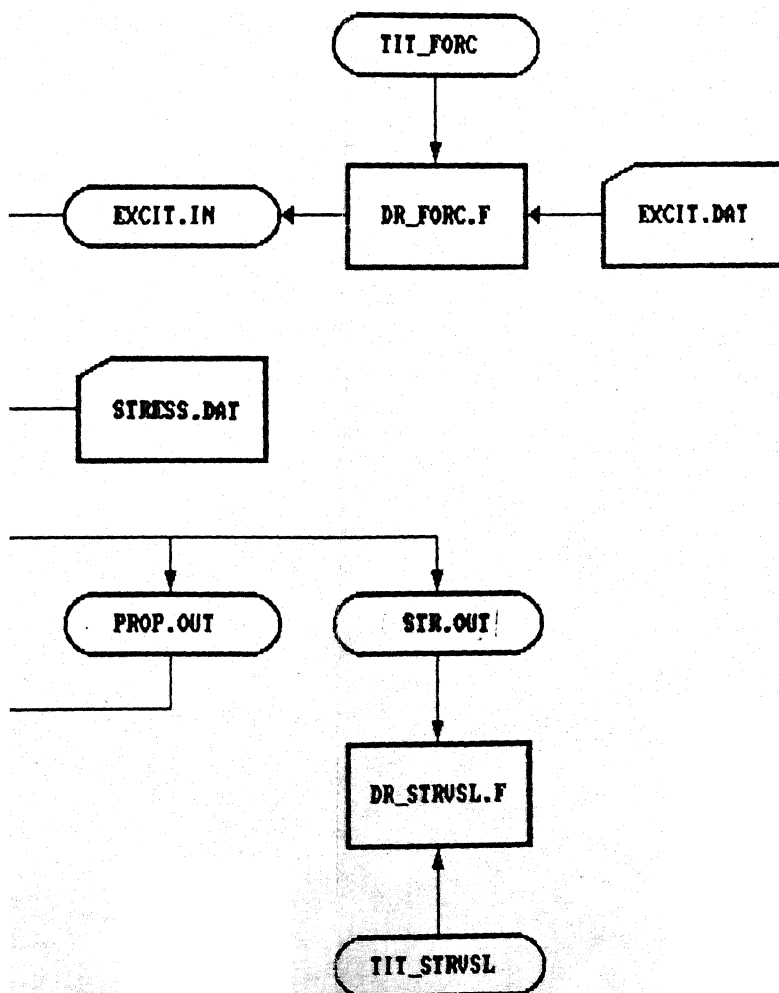 TIT_FORC
EXCIT.IN
DR_FORC.F
EXCIT.DAT
STRESS.DAT
PROP.OUT
STR.OUT
DR_STRVSL.F
TIT_STRVSL